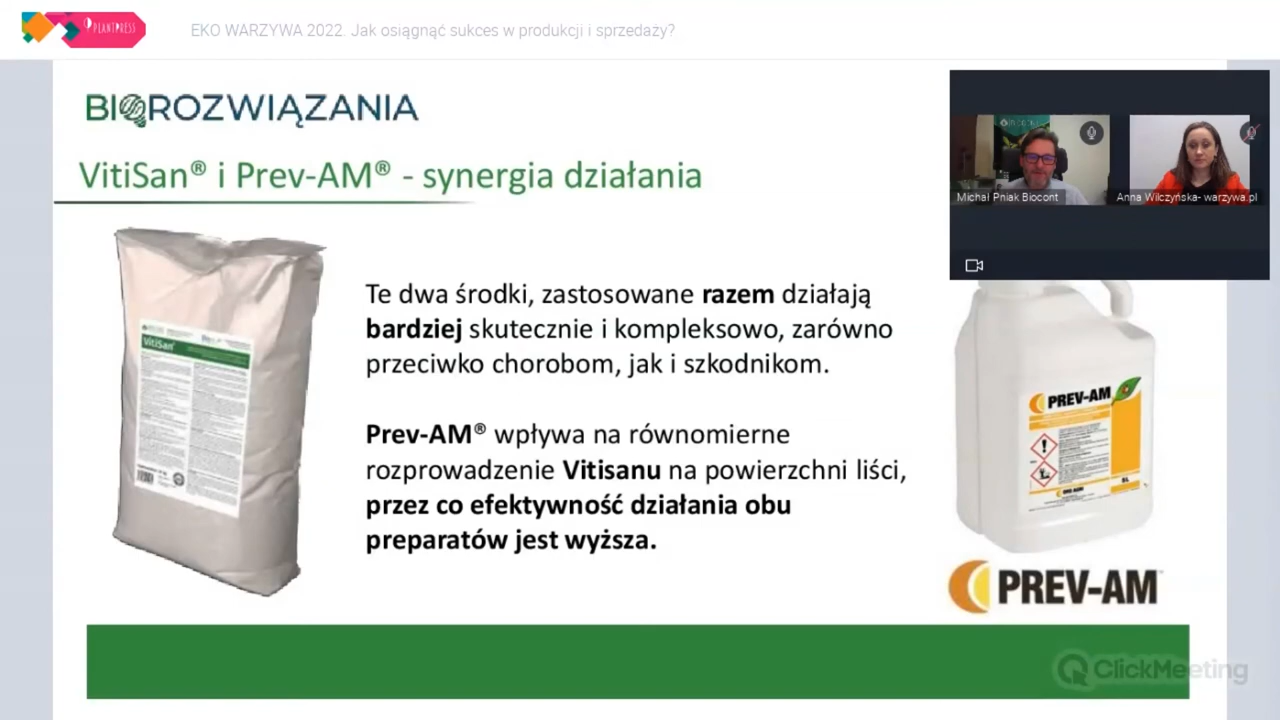 PLANTPRESS
EKO WARZYWA 2022. Jak osiągnąć sukces w produkcji i sprzedaży?
BIOROZWIĄZANIA
VitiSan® i Prev-AM® - synergia działania
Michał Pniak Biocont
Anna Wilczyńska- warzywa.pl
Te dwa środki, zastosowane razem działają
bardziej skutecznie i kompleksowo, zarówno
przeciwko chorobom, jak i szkodnikom.
Prev-AM® wpływa na równomierne
rozprowadzenie Vitisanu na powierzchni liści,
przez co efektywność działania obu
preparatów jest wyższa.
VitiSan®
PREV-AM
5L
PREV-AM
ClickMeeting